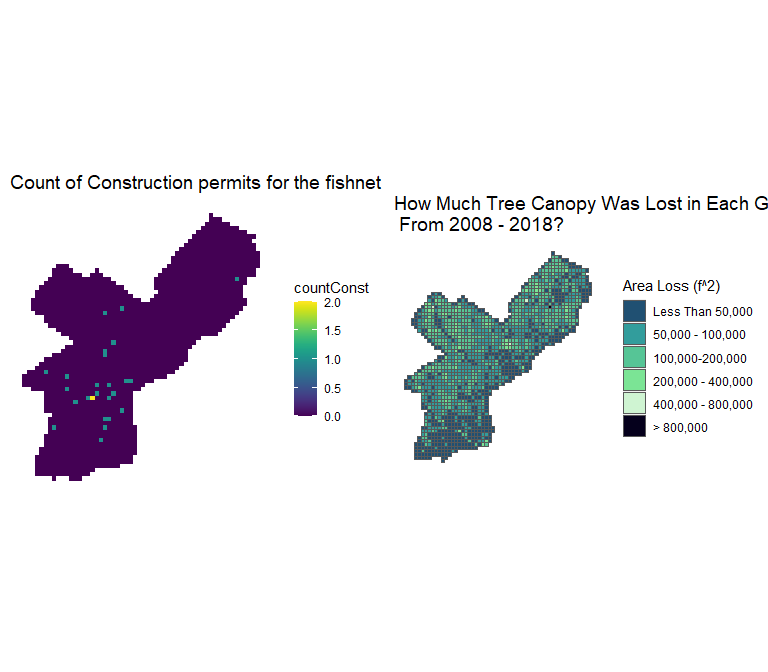 Count of Construction permits for the fishnet
countConst
2.0
1.5
1.0
0.5
0.0
How Much Tree Canopy Was Lost in Each G
From 2008 - 2018?
Area Loss (f^2)
Less Than 50,000
50,000 - 100,000
100,000-200,000
200,000 - 400,000
400,000 - 800,000
> 800,000